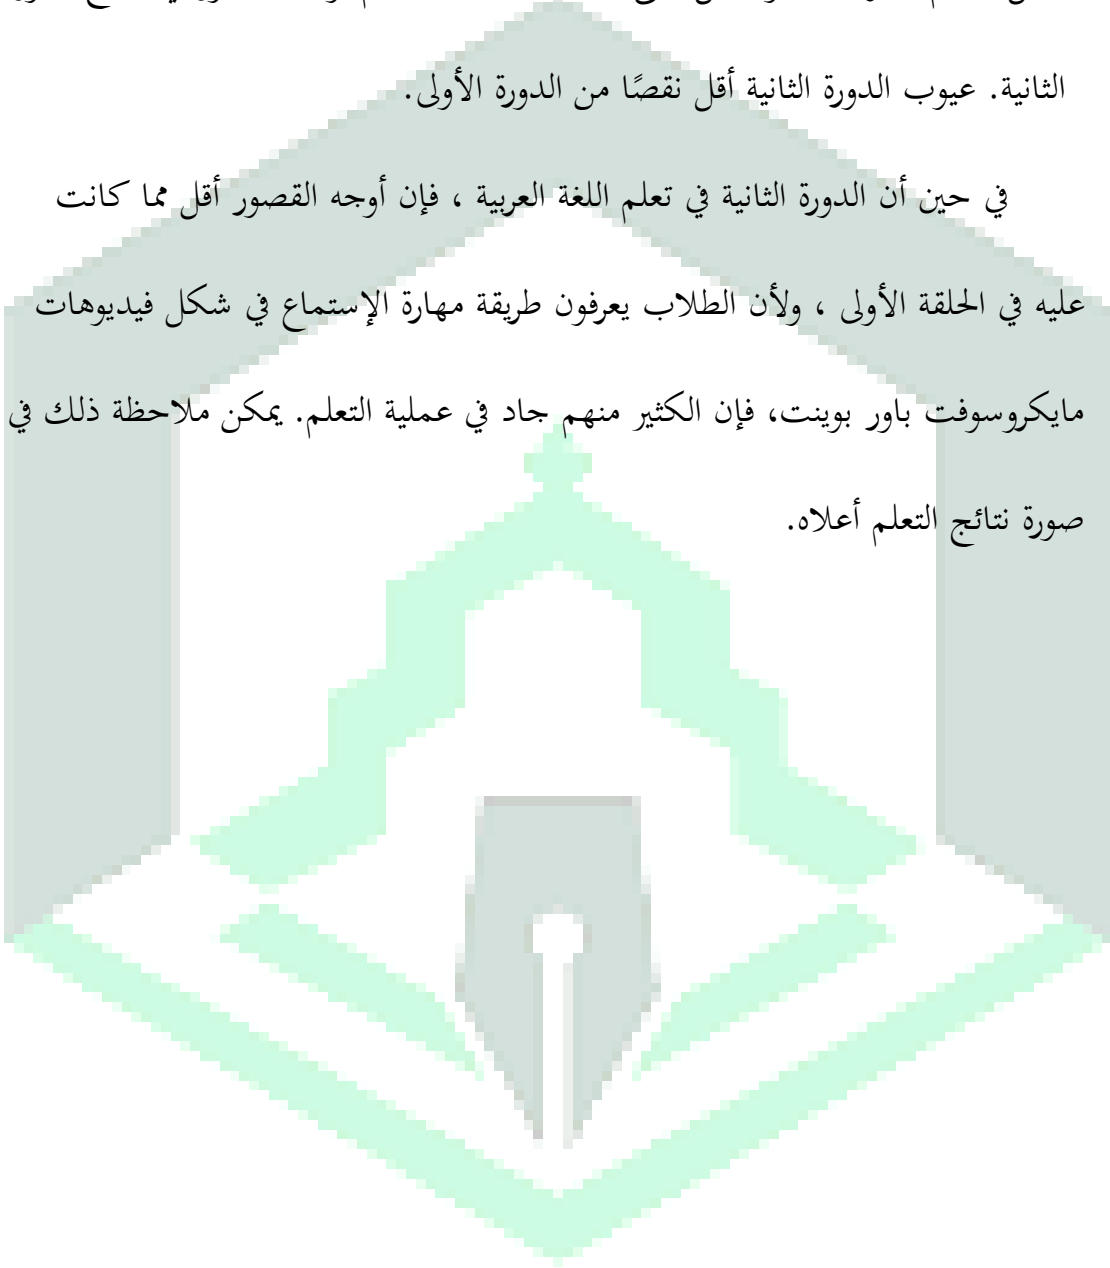 الثانية. عيوب الدورة الثانية أقل نقصًا من الدورة الأولى.
في حين أن الدورة الثانية في تعلم اللغة العربية ، فإن أوجه القصور أقل مما كانت
عليه في الحلقة الأولى ، ولأن الطلاب يعرفون طريقة مهارة الإستماع في شكل فيديوهات
مايكروسوفت باور بوينت، فإن الكثير منهم جاد في عملية التعلم. يمكن ملاحظة ذلك في
صورة نتائج التعلم أعلاه.